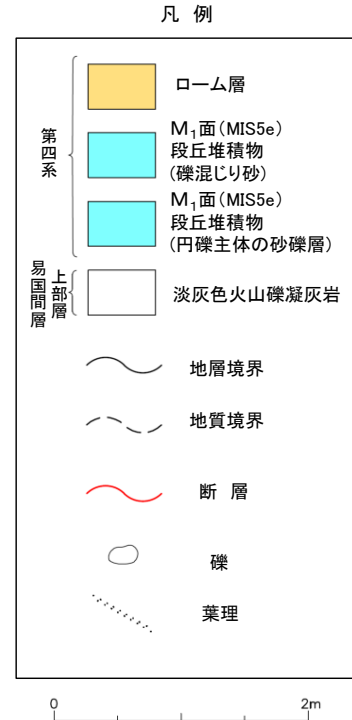 凡 例
第四系
ローム層
M₁面(MIS5e)
段丘堆積物
(礫混じり砂)
M₁面(MIS5e)
段丘堆積物
(円礫主体の砂礫層)
易国間層
上部層
淡灰色火山礫凝灰岩
地層境界
地質境界
断 層
礫
葉理
0 2m